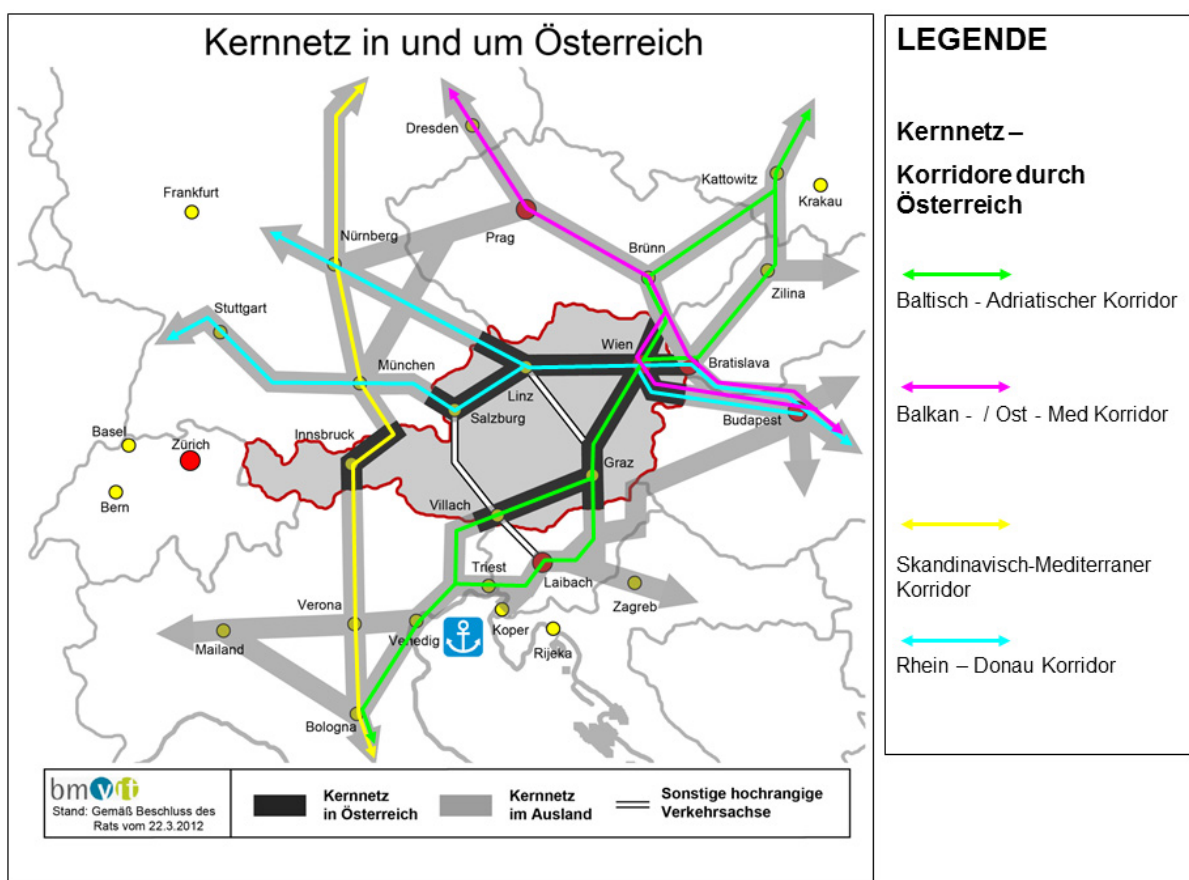 Kernnetz in und um Österreich
Dresden
Kattowitz
Krakau
Frankfurt
Nürnberg
Prag
Brünn
Zilina
Stuttgart
Wien
München
Bratislava
Linz
Salzburg
Budapest
Basel
Zürich
Innsbruck
Graz
Bern
Villach
Triest
Laibach
Zagreb
Verona
Koper
Venedig
Mailand
Rijeka
Bologna
bmvit
Stand: Gemäß Beschluss des
Rats vom 22.3.2012
Kernnetz
in Österreich
Kernnetz
im Ausland
Sonstige hochrangige
Verkehrsachse
LEGENDE
Kernnetz –
Korridore durch
Österreich
Baltisch - Adriatischer Korridor
Balkan - / Ost - Med Korridor
Skandinavisch-Mediterraner
Korridor
Rhein – Donau Korridor